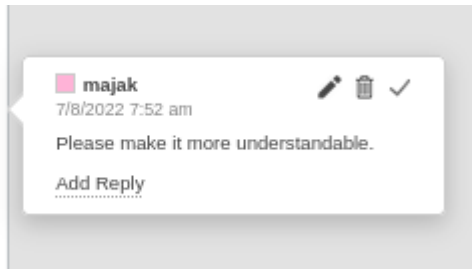 majak
7/8/2022 7:52 am
Please make it more understandable.
Add Reply